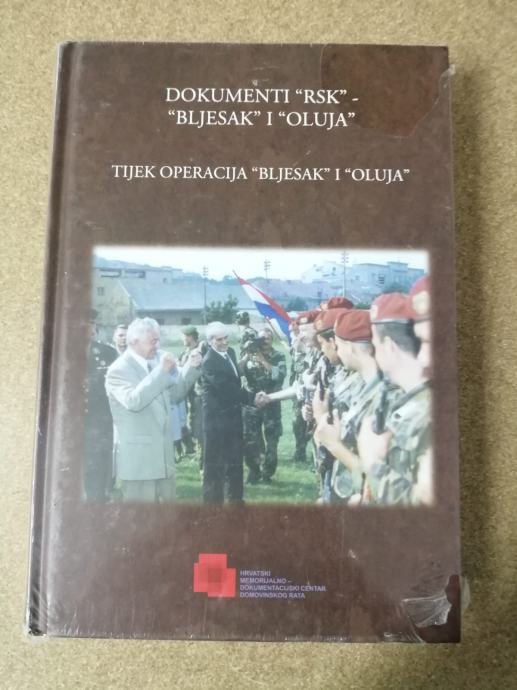 DOKUMENTI “RSK” -
“BLJESAK” I “OLUJA”
TIJEK OPERACIJA “BLJESAK” I “OLUJA”
HRVATSKI
MEMORIJALNO –
DOKUMENTACIJSKI CENTAR
DOMOVINSKOG RATA